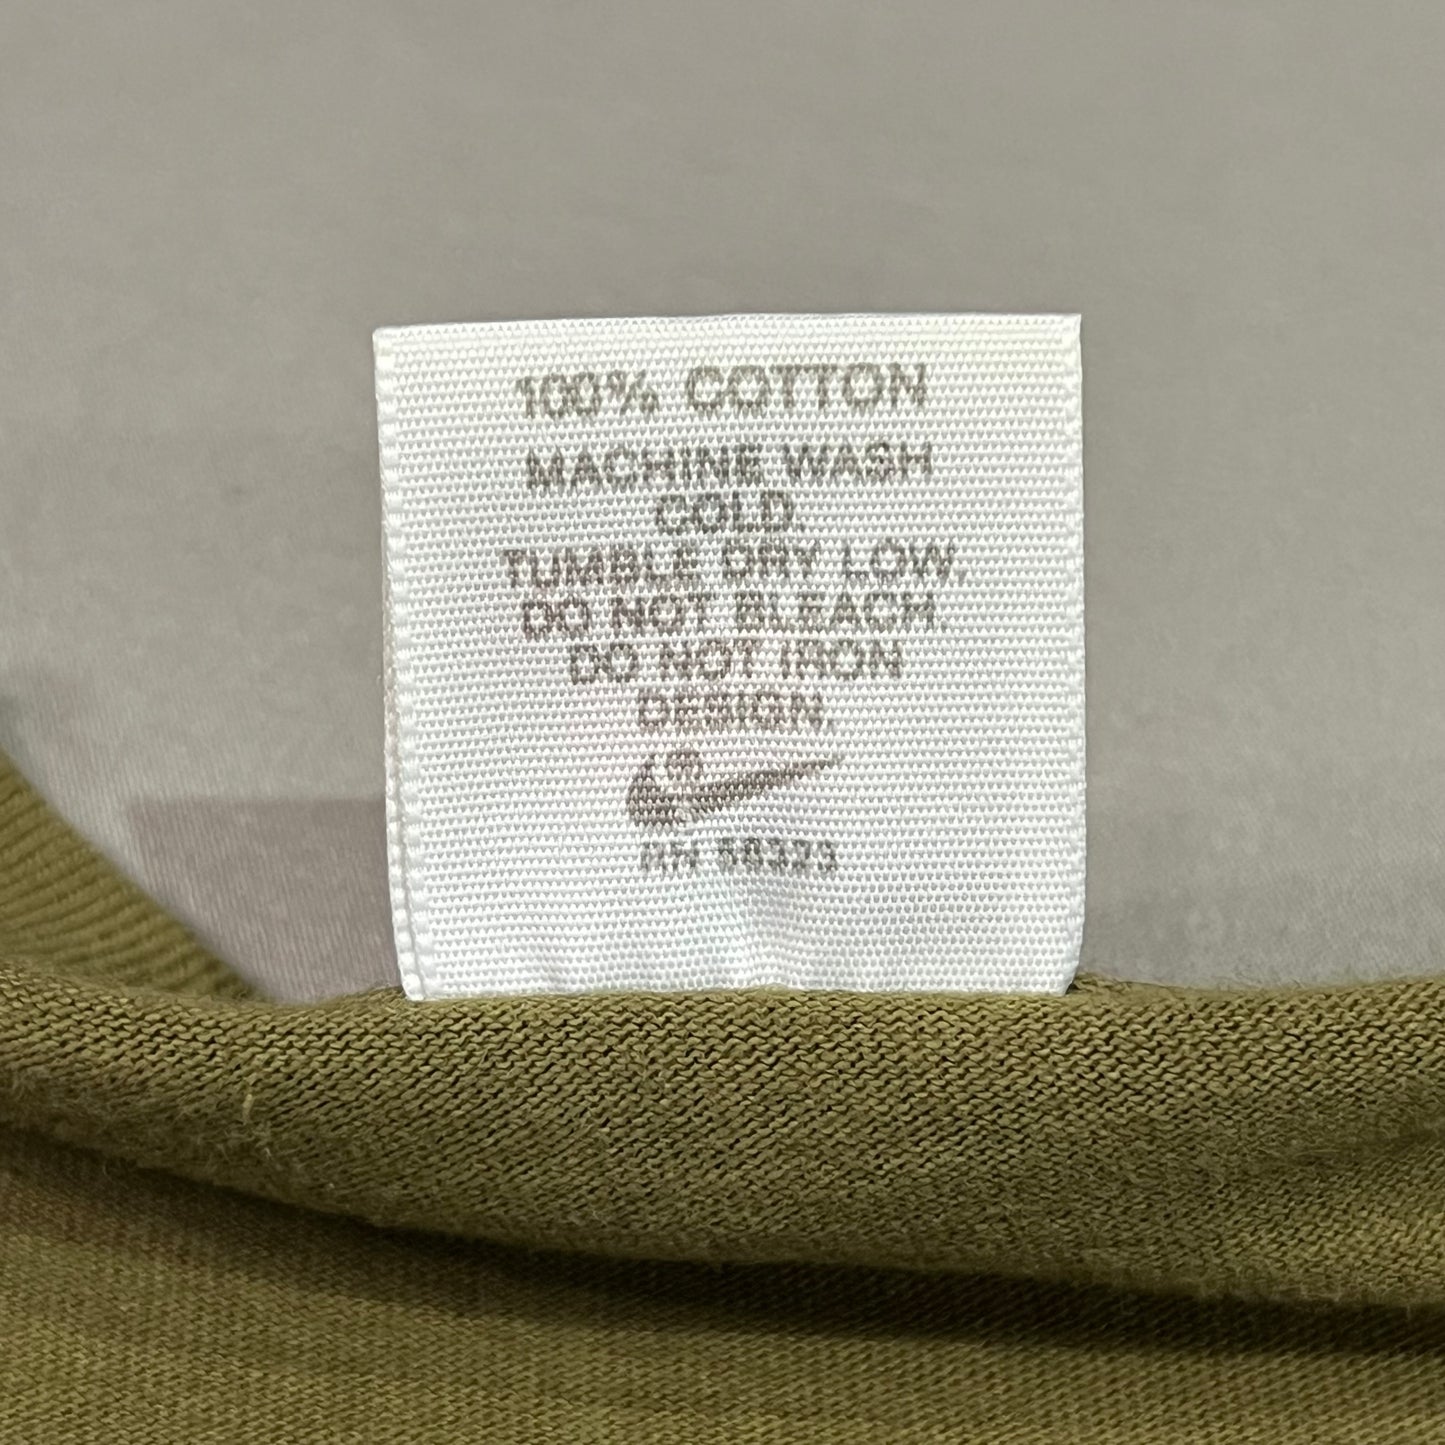 100% COTTON
MACHINE WASH
COLD.
TUMBLE DRY LOW.
DO NOT BLEACH.
DO NOT IRON
DESIGN.
RN 56323